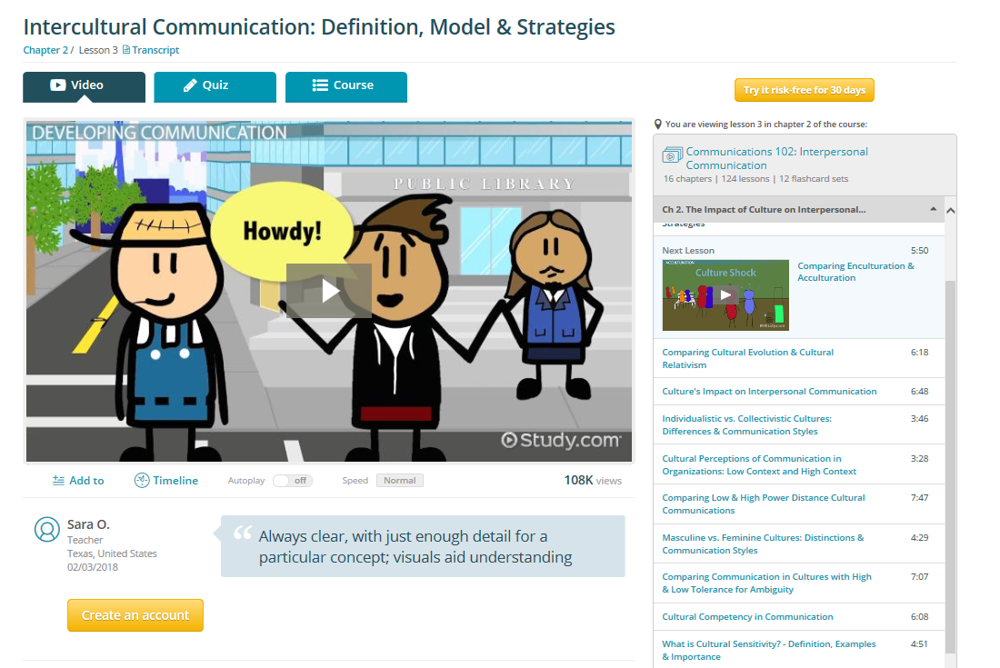 Intercultural Communication: Definition, Model & Strategies
Chapter 2 / Lesson 3 Transcript
Video
Quiz
Course
DEVELOPING COMMUNICATION
PUBLIC LIBRARY
Howdy!
Study.com
Add to
Timeline
Autoplay off
Speed Normal
108K views
Sara O.
Teacher
Texas, United States
02/03/2018
“ Always clear, with just enough detail for a
particular concept; visuals aid understanding
Create an account
Try it risk-free for 30 days
You are viewing lesson 3 in chapter 2 of the course:
Communications 102: Interpersonal
Communication
16 chapters | 124 lessons | 12 flashcard sets
Ch 2. The Impact of Culture on Interpersonal...
Strategies
Next Lesson 5:50
Culture Shock
Comparing Enculturation &
Acculturation
Comparing Cultural Evolution & Cultural 6:18
Relativism
Culture's Impact on Interpersonal Communication 6:48
Individualistic vs. Collectivistic Cultures: 3:46
Differences & Communication Styles
Cultural Perceptions of Communication in 3:28
Organizations: Low Context and High Context
Comparing Low & High Power Distance Cultural 7:47
Communications
Masculine vs. Feminine Cultures: Distinctions & 4:29
Communication Styles
Comparing Communication in Cultures with High 7:07
& Low Tolerance for Ambiguity
Cultural Competency in Communication 6:08
What is Cultural Sensitivity? - Definition, Examples 4:51
& Importance